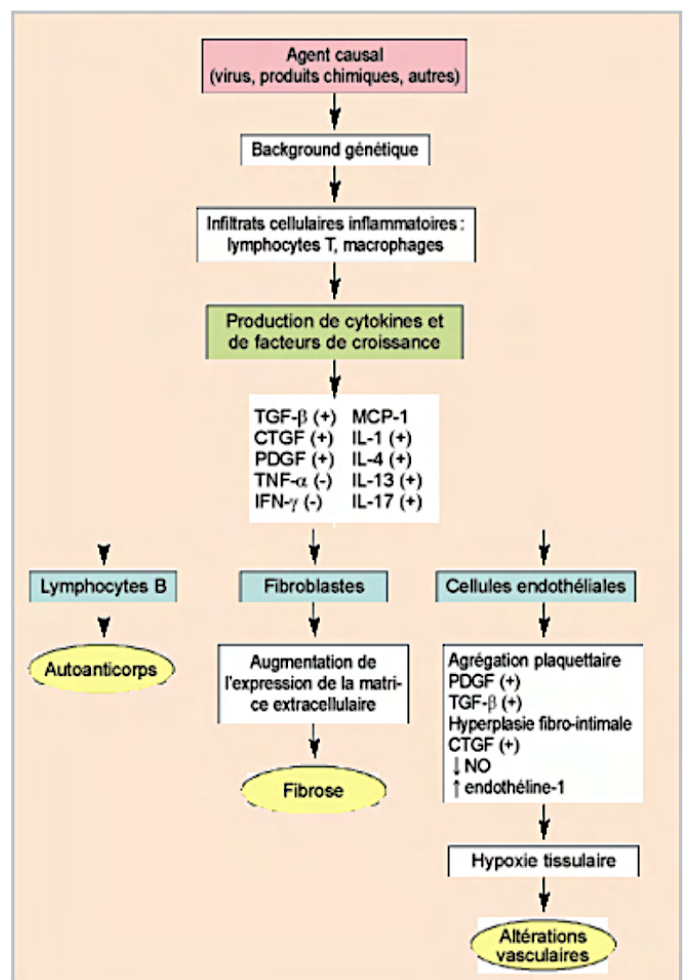 Agent causal
(virus, produits chimiques, autres)
Background génétique
Infiltrats cellulaires inflammatoires :
lymphocytes T, macrophages
Production de cytokines et
de facteurs de croissance
TGF-β (+) MCP-1
CTGF (+) IL-1 (+)
PDGF (+) IL-4 (+)
TNF-α (-) IL-13 (+)
IFN-γ (-) IL-17 (+)
Lymphocytes B
Autoanticorps
Fibroblastes
Augmentation de
l'expression de la matri-
ce extracellulaire
Fibrose
Cellules endothéliales
Agrégation plaquettaire
PDGF (+)
TGF-β (+)
Hyperplasie fibro-intimale
CTGF (+)
↓ NO
↑ endothéline-1
Hypoxie tissulaire
Altérations
vasculaires